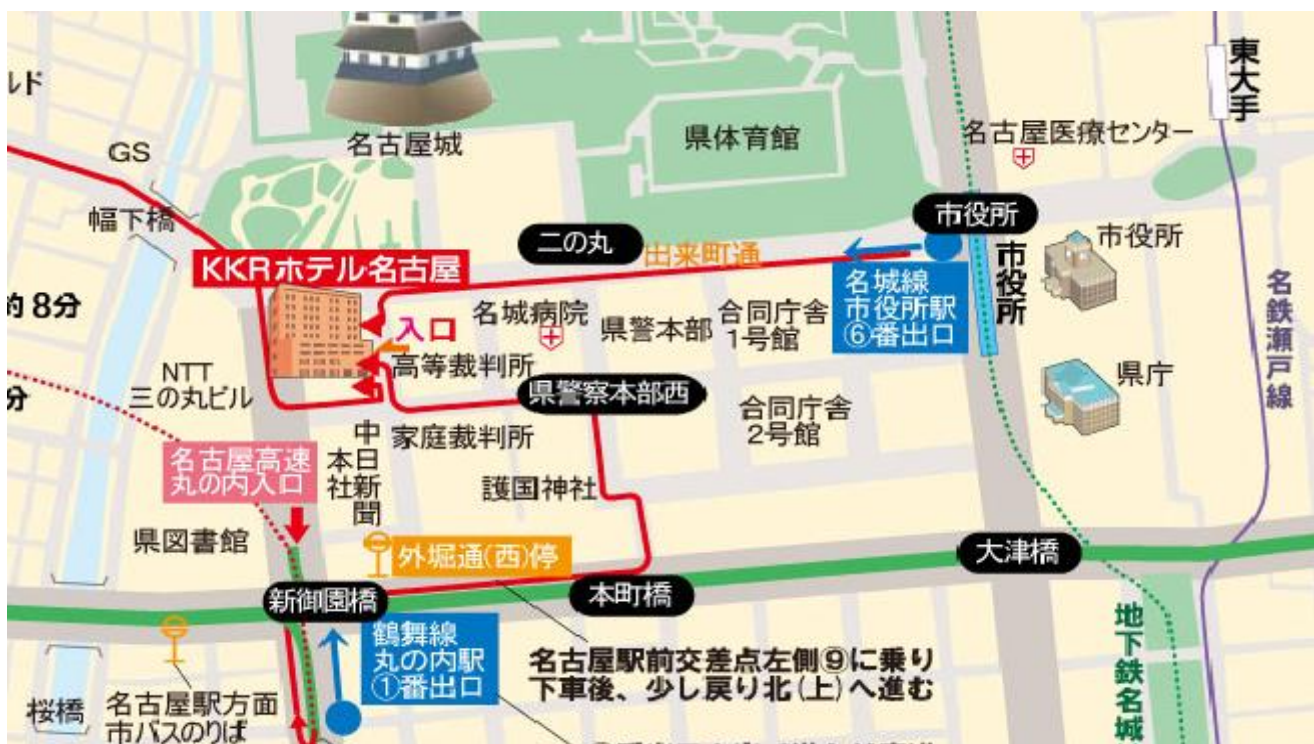 ルド
GS
幅下橋
名古屋城
県体育館
名古屋医療センター
東大手
二の丸
出来町通
市役所
市役所
市役所
KKRホテル名古屋
入口
名城病院
県警本部
合同庁舎
1号館
名城線
市役所駅
⑥番出口
約8分
分
NTT
三の丸ビル
高等裁判所
県警察本部西
家庭裁判所
合同庁舎
2号館
県庁
名鉄瀬戸線
名古屋高速
丸の内入口
中日新聞
本社
護国神社
県図書館
外堀通(西)停
大津橋
新御園橋
本町橋
鶴舞線
丸の内駅
①番出口
名古屋駅前交差点左側⑨に乗り
下車後、少し戻り北(上)へ進む
地下鉄名城
桜橋
名古屋駅方面
市バスのりば